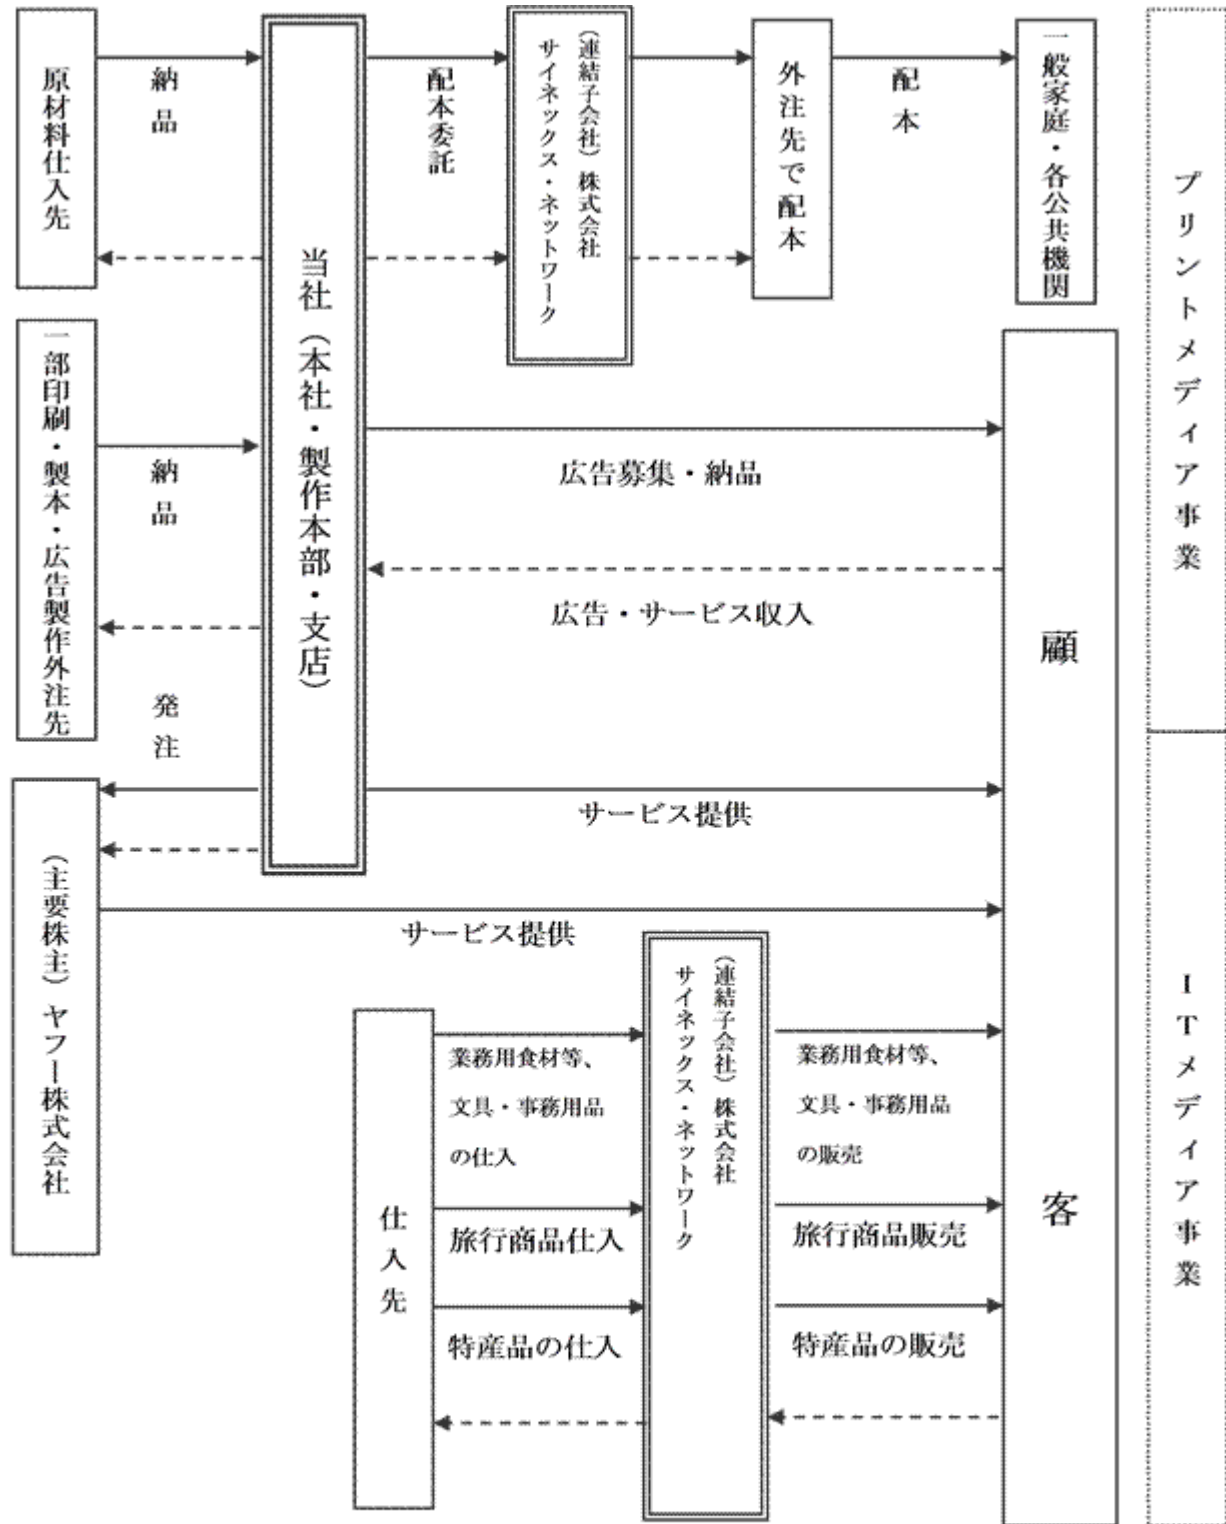 原材料仕入先
納品
当社（本社・製作本部・支店）
配本委託
（連結子会社）株式会社
サイネックス・ネットワーク
外注先で配本
配本
一般家庭・各公共機関
プリントメディア事業
一部印刷・製本・広告製作外注先
納品
発注
広告募集・納品
広告・サービス収入
顧客
サービス提供
（主要株主）ヤフー株式会社
サービス提供
ITメディア事業
仕入先
業務用食材等、
文具・事務用品
の仕入
旅行商品仕入
特産品の仕入
（連結子会社）株式会社
サイネックス・ネットワーク
業務用食材等、
文具・事務用品
の販売
旅行商品販売
特産品の販売